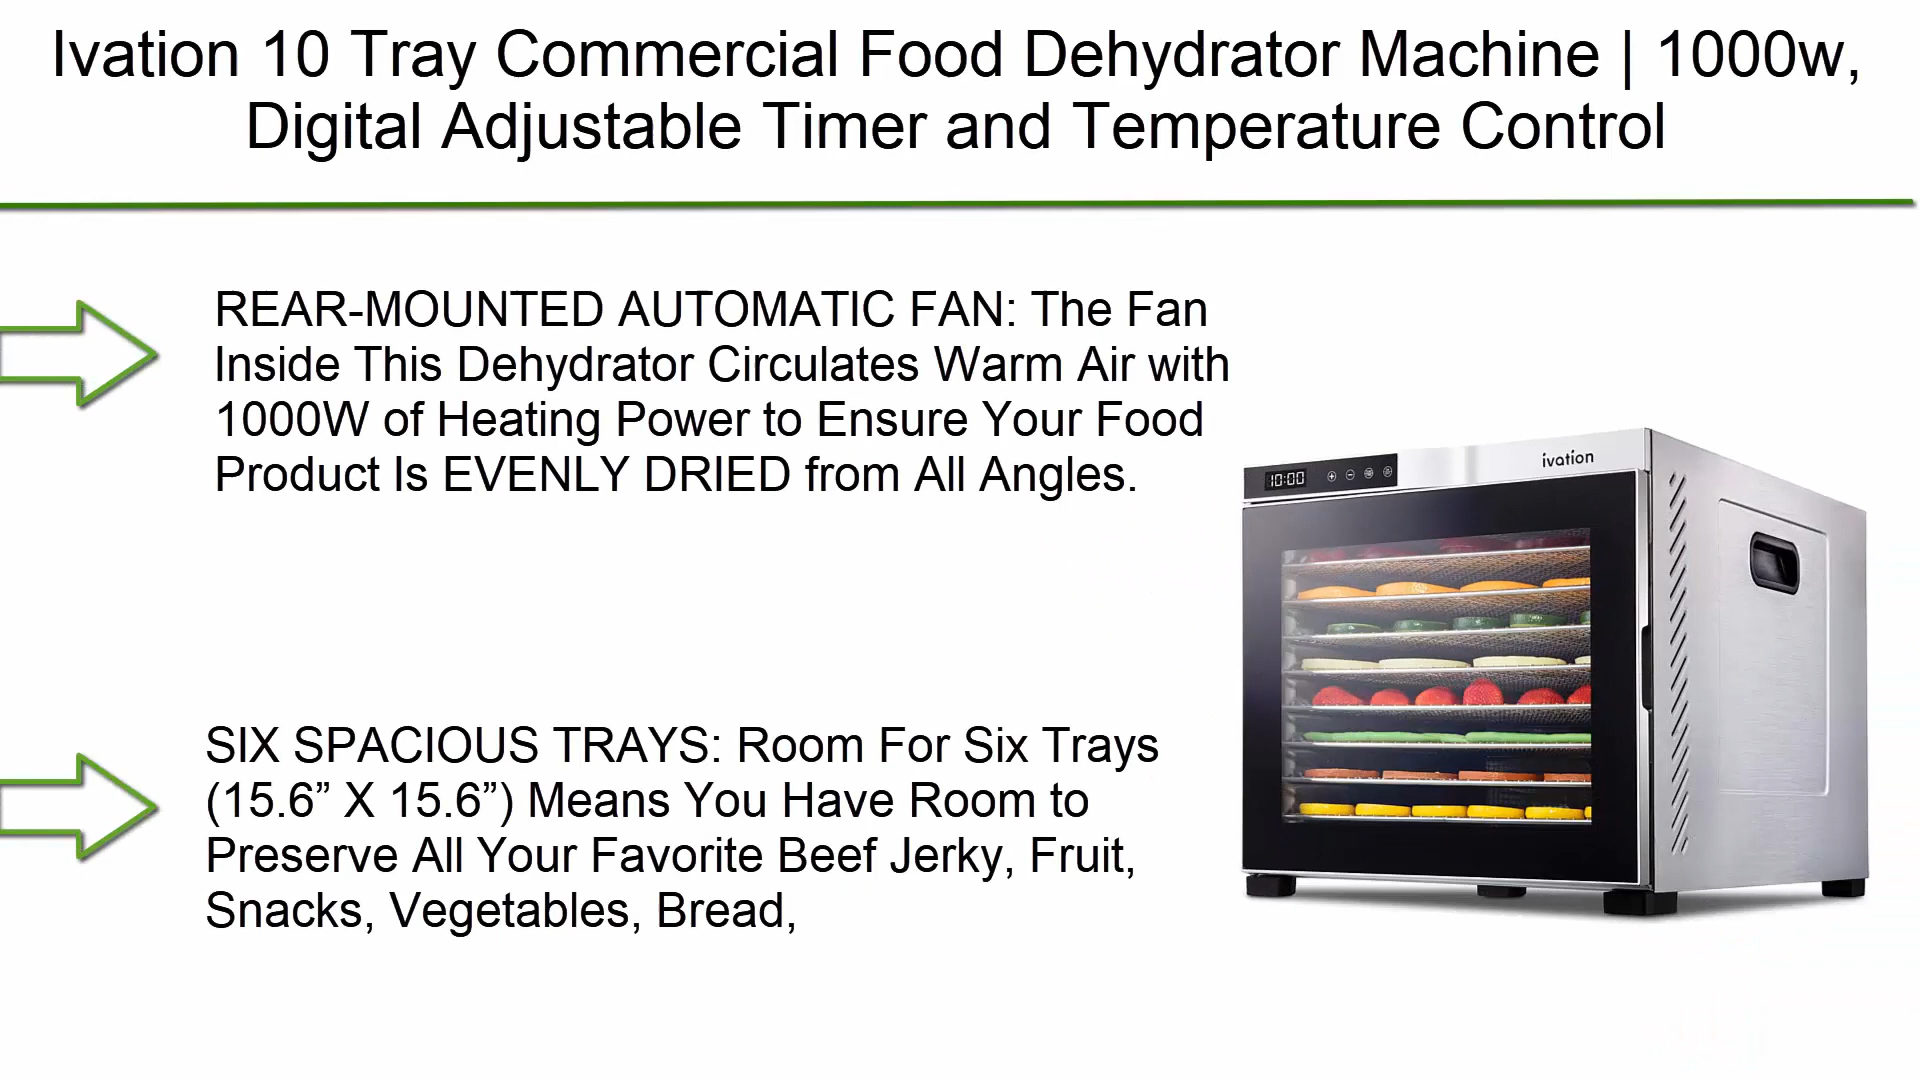 Ivation 10 Tray Commercial Food Dehydrator Machine | 1000w,
Digital Adjustable Timer and Temperature Control
REAR-MOUNTED AUTOMATIC FAN: The Fan
Inside This Dehydrator Circulates Warm Air with
1000W of Heating Power to Ensure Your Food
Product Is EVENLY DRIED from All Angles.
ivation
10:00
SIX SPACIOUS TRAYS: Room For Six Trays
(15.6” X 15.6”) Means You Have Room to
Preserve All Your Favorite Beef Jerky, Fruit,
Snacks, Vegetables, Bread,